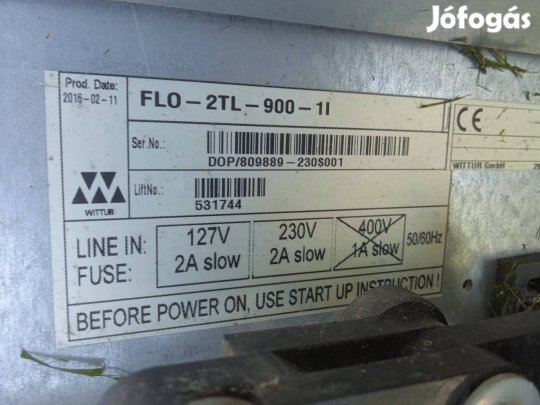 Jófogás
Prod. Date:
2016-02-11
FLO-2TL-900-1I
Ser.No.:
DOP/809889-230S001
WITTUR
LiftNo.:
531744
LINE IN:
FUSE:
127V
2A slow
230V
2A slow
400V
1A slow
50/60Hz
BEFORE POWER ON, USE START UP INSTRUCTION !
CE
WITTUR GmbH